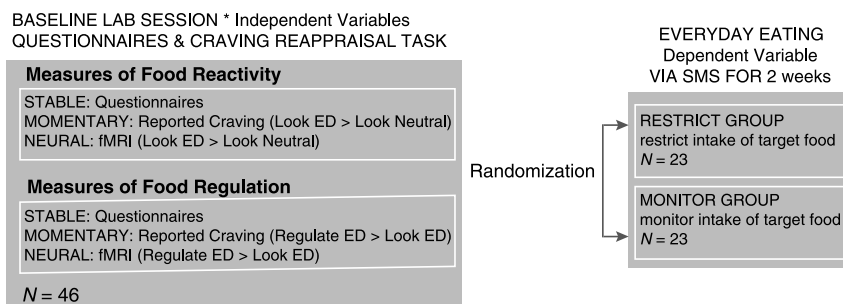 BASELINE LAB SESSION * Independent Variables
QUESTIONNAIRES & CRAVING REAPPRAISAL TASK
Measures of Food Reactivity
STABLE: Questionnaires
MOMENTARY: Reported Craving (Look ED > Look Neutral)
NEURAL: fMRI (Look ED > Look Neutral)
Measures of Food Regulation
STABLE: Questionnaires
MOMENTARY: Reported Craving (Regulate ED > Look ED)
NEURAL: fMRI (Regulate ED > Look ED)
N = 46
Randomization
EVERYDAY EATING
Dependent Variable
VIA SMS FOR 2 weeks
RESTRICT GROUP
restrict intake of target food
N = 23
MONITOR GROUP
monitor intake of target food
N = 23